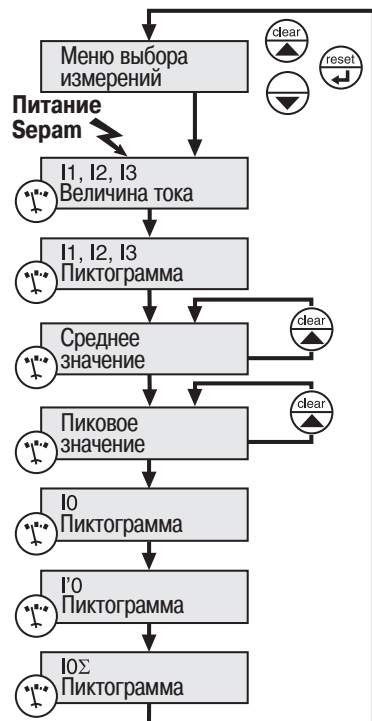 clear
Меню выбора
измерений
reset
Питание
Sepam
I1, I2, I3
Величина тока
I1, I2, I3
Пиктограмма
Среднее
значение
clear
Пиковое
значение
clear
I0
Пиктограмма
I'0
Пиктограмма
I0Σ
Пиктограмма